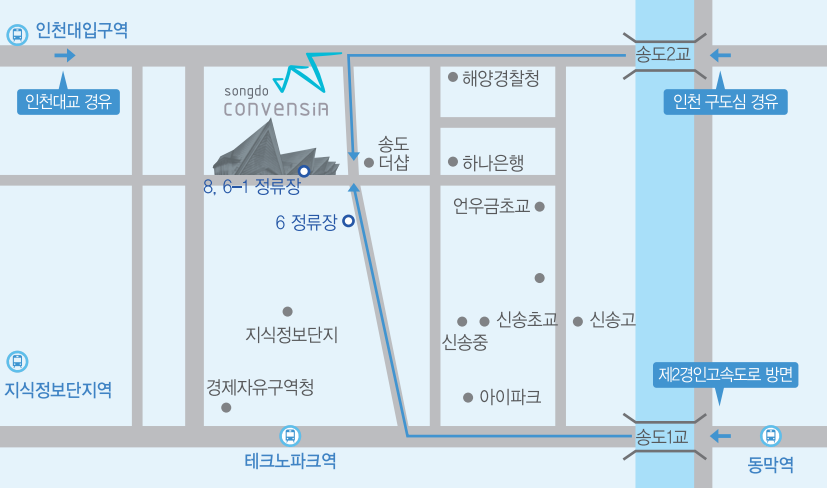 인천대입구역
송도2교
인천대교 경유
인천 구도심 경유
songdo
convensia
해양경찰청
송도
더샵
하나은행
8, 6-1 정류장
6 정류장
언우금초교
지식정보단지
신송초교
신송고
신송중
지식정보단지역
경제자유구역청
아이파크
제2경인고속도로 방면
송도1교
테크노파크역
동막역